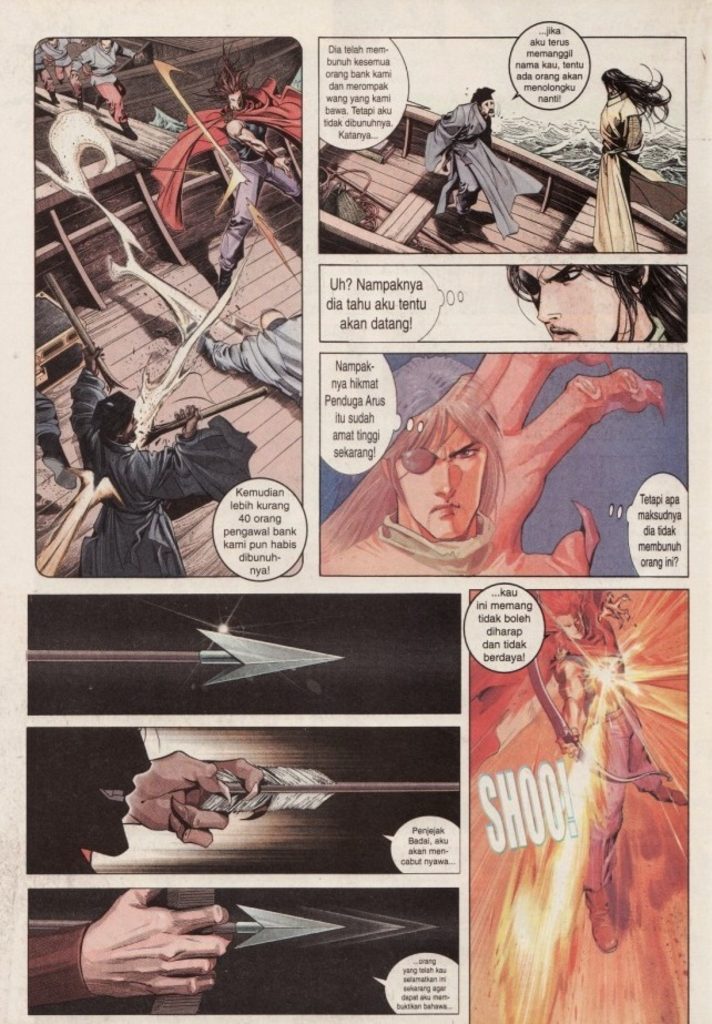 Dia telah mem-
bunuh kesemua
orang bank kami
dan merompak
wang yang kami
bawa. Tetapi aku
tidak dibunuhnya.
Katanya...
...jika
aku terus
memanggil
nama kau, tentu
ada orang akan
menolongku
nanti!
Uh? Nampaknya
dia tahu aku tentu
akan datang!
Nampak-
nya hikmat
Penduga Arus
itu sudah
amat tinggi
sekarang!
Tetapi apa
maksudnya
dia tidak
membunuh
orang ini?
Kemudian
lebih kurang
40 orang
pengawal bank
kami pun habis
dibunuh-
nya!
Penjejak
Badai, aku
akan men-
cabut nyawa...
...orang
yang telah kau
selamatkan ini
sekarang agar
dapat aku mem-
buktikan bahawa...
...kau
ini memang
tidak boleh
diharap
dan tidak
berdaya!
SHOO!